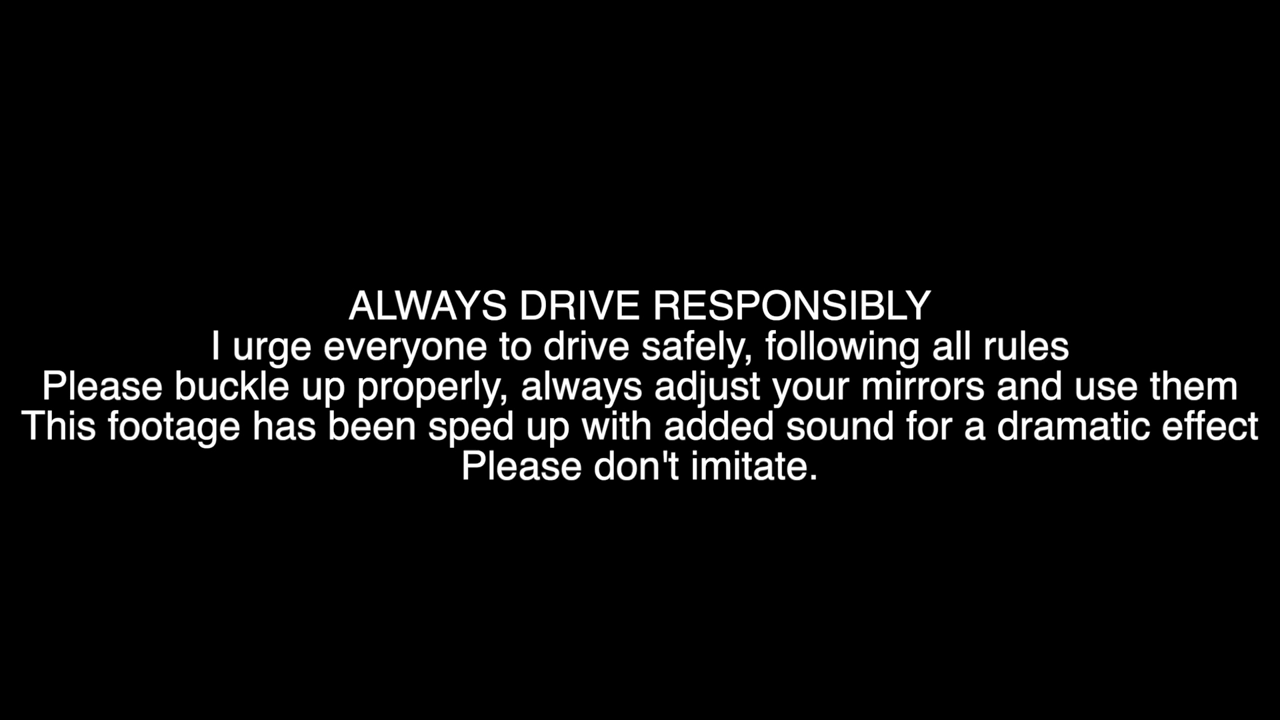 ALWAYS DRIVE RESPONSIBLY
I urge everyone to drive safely, following all rules
Please buckle up properly, always adjust your mirrors and use them
This footage has been sped up with added sound for a dramatic effect
Please don't imitate.